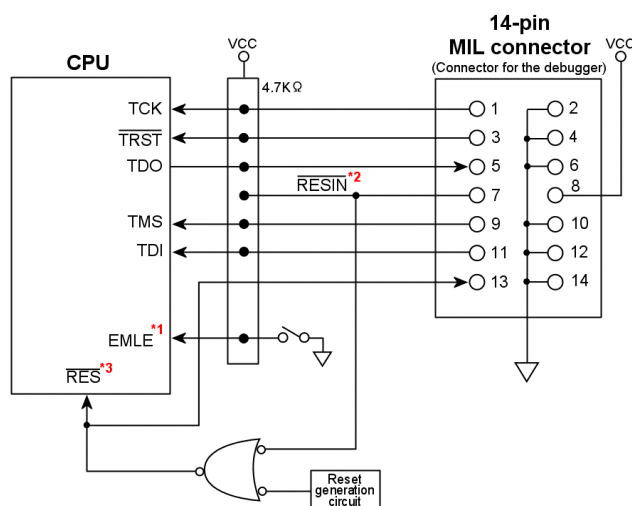 14-pin
MIL connector
(Connector for the debugger)
VCC
VCC
CPU
4.7KΩ
TCK
1
2
TRST
3
4
TDO
5
6
RESIN*2
7
8
TMS
9
10
TDI
11
12
13
14
EMLE*1
RES*3
Reset
generation
circuit